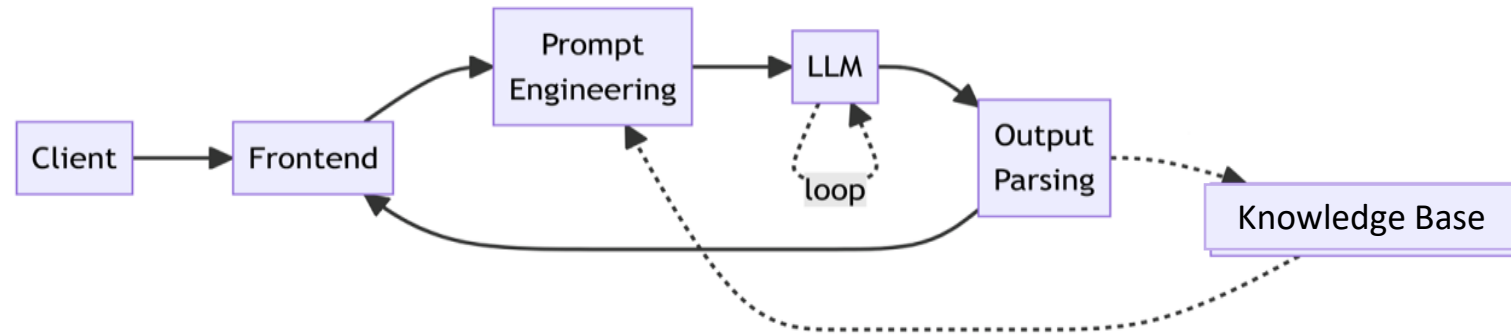 Client
Frontend
Prompt
Engineering
LLM
loop
Output
Parsing
Knowledge Base